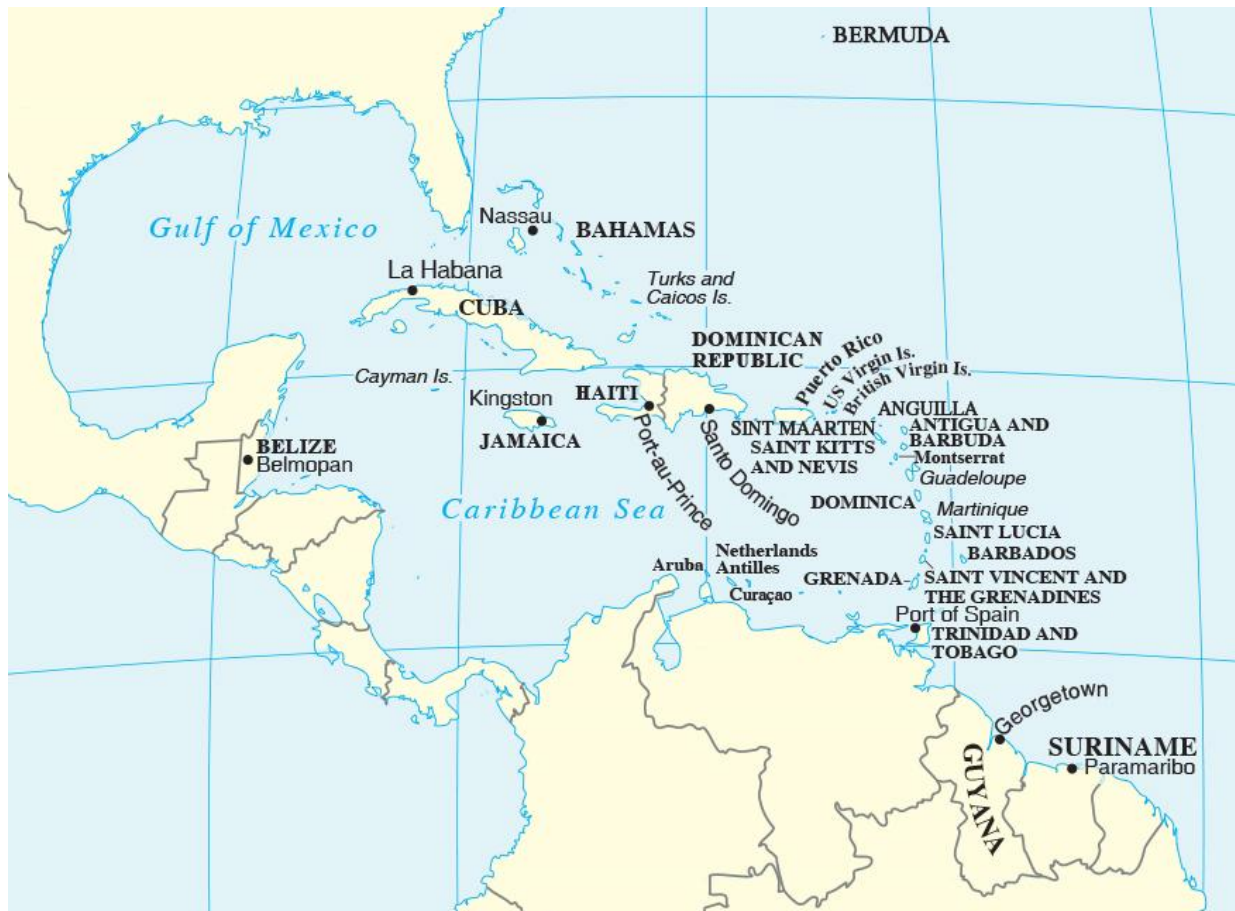 BERMUDA
Gulf of Mexico
Nassau
BAHAMAS
La Habana
CUBA
Turks and
Caicos Is.
DOMINICAN
REPUBLIC
Puerto Rico
US Virgin Is.
British Virgin Is.
Cayman Is.
Kingston
JAMAICA
HAITI
Port-au-Prince
Santo Domingo
ANGUILLA
SINT MAARTEN
ANTIGUA AND
BARBUDA
SAINT KITTS
AND NEVIS
Montserrat
Guadeloupe
BELIZE
Belmopan
DOMINICA
Martinique
Caribbean Sea
SAINT LUCIA
BARBADOS
Aruba
Netherlands
Antilles
Curaçao
GRENADA
SAINT VINCENT AND
THE GRENADINES
Port of Spain
TRINIDAD AND
TOBAGO
Georgetown
GUYANA
SURINAME
Paramaribo